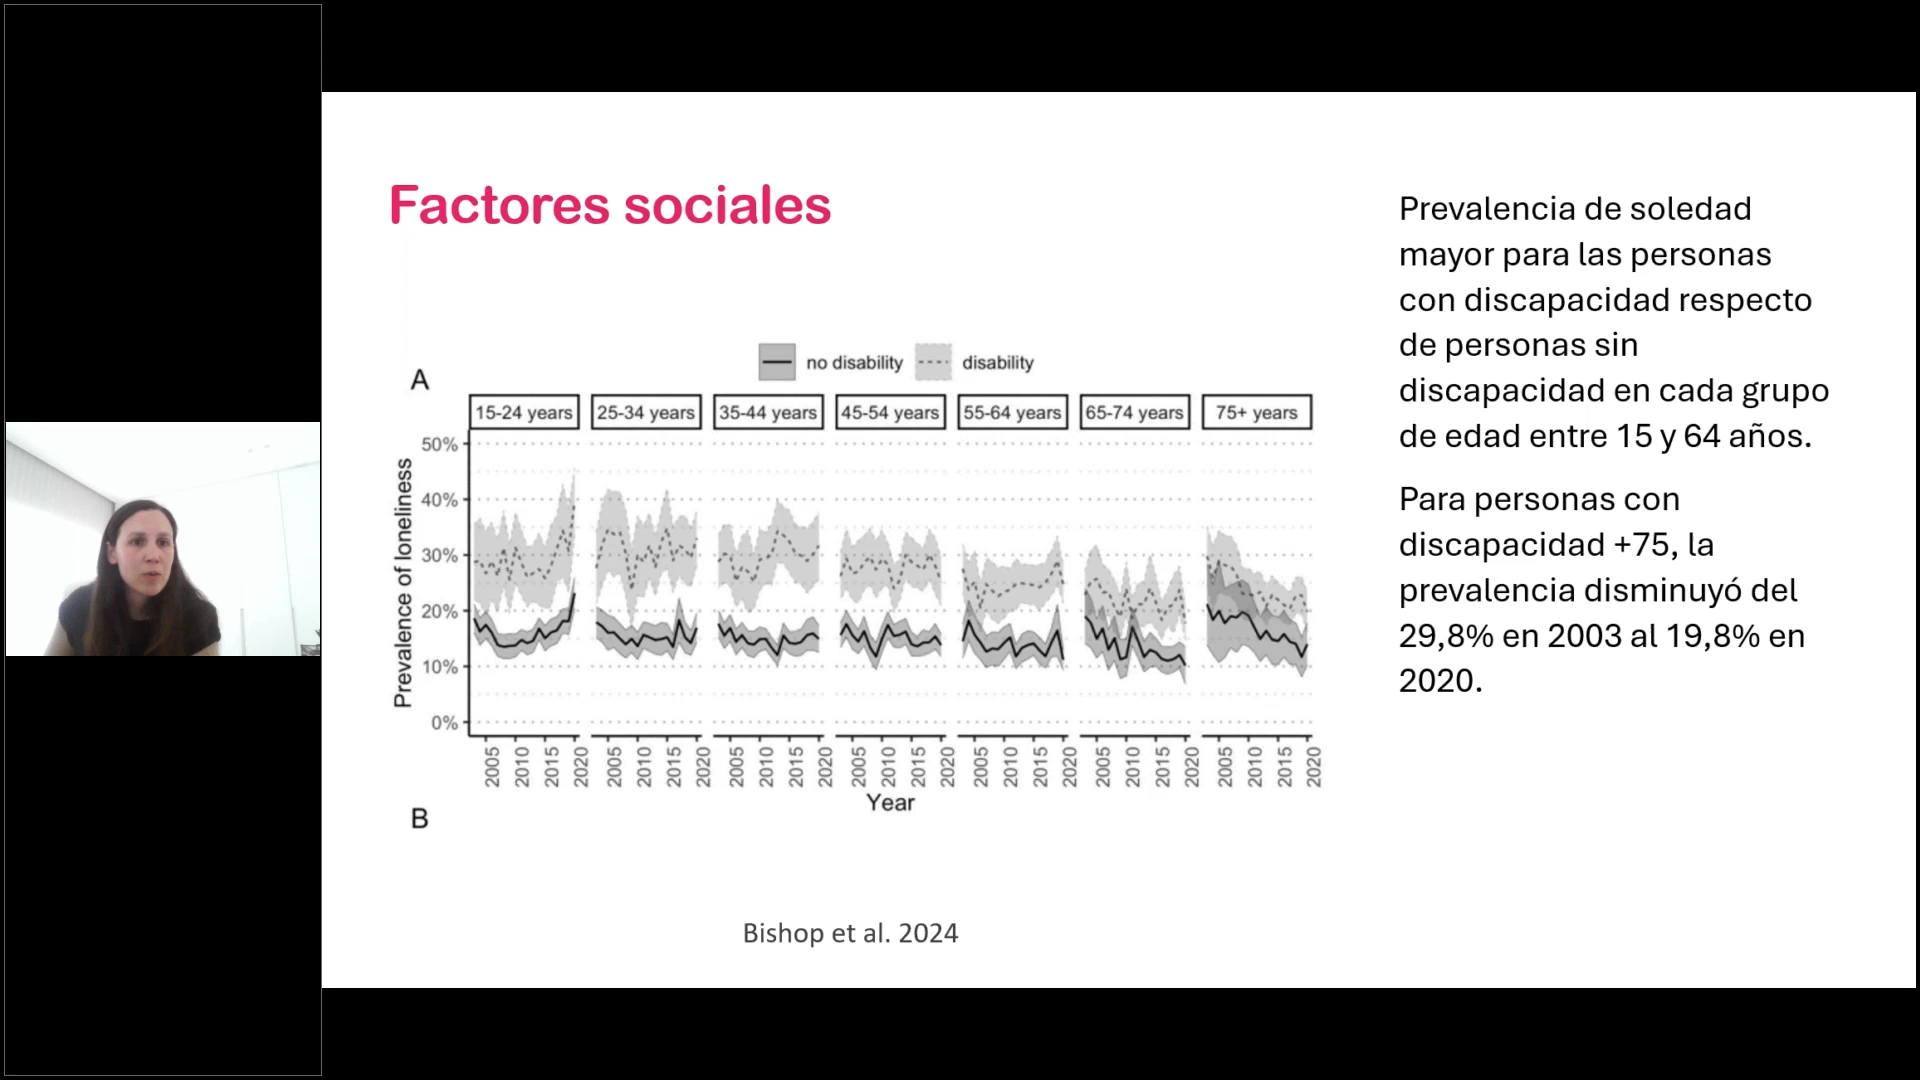 Factores sociales
Prevalencia de soledad
mayor para las personas
con discapacidad respecto
de personas sin
discapacidad en cada grupo
de edad entre 15 y 64 años.
Para personas con
discapacidad +75, la
prevalencia disminuyó del
29,8% en 2003 al 19,8% en
2020.
no disability
disability
A
15-24 years
25-34 years
35-44 years
45-54 years
55-64 years
65-74 years
75+ years
Prevalence of loneliness
50%
40%
30%
20%
10%
0%
2005 2010 2015 2020
2005 2010 2015 2020
2005 2010 2015 2020
2005 2010 2015 2020
2005 2010 2015 2020
2005 2010 2015 2020
2005 2010 2015 2020
Year
B
Bishop et al. 2024